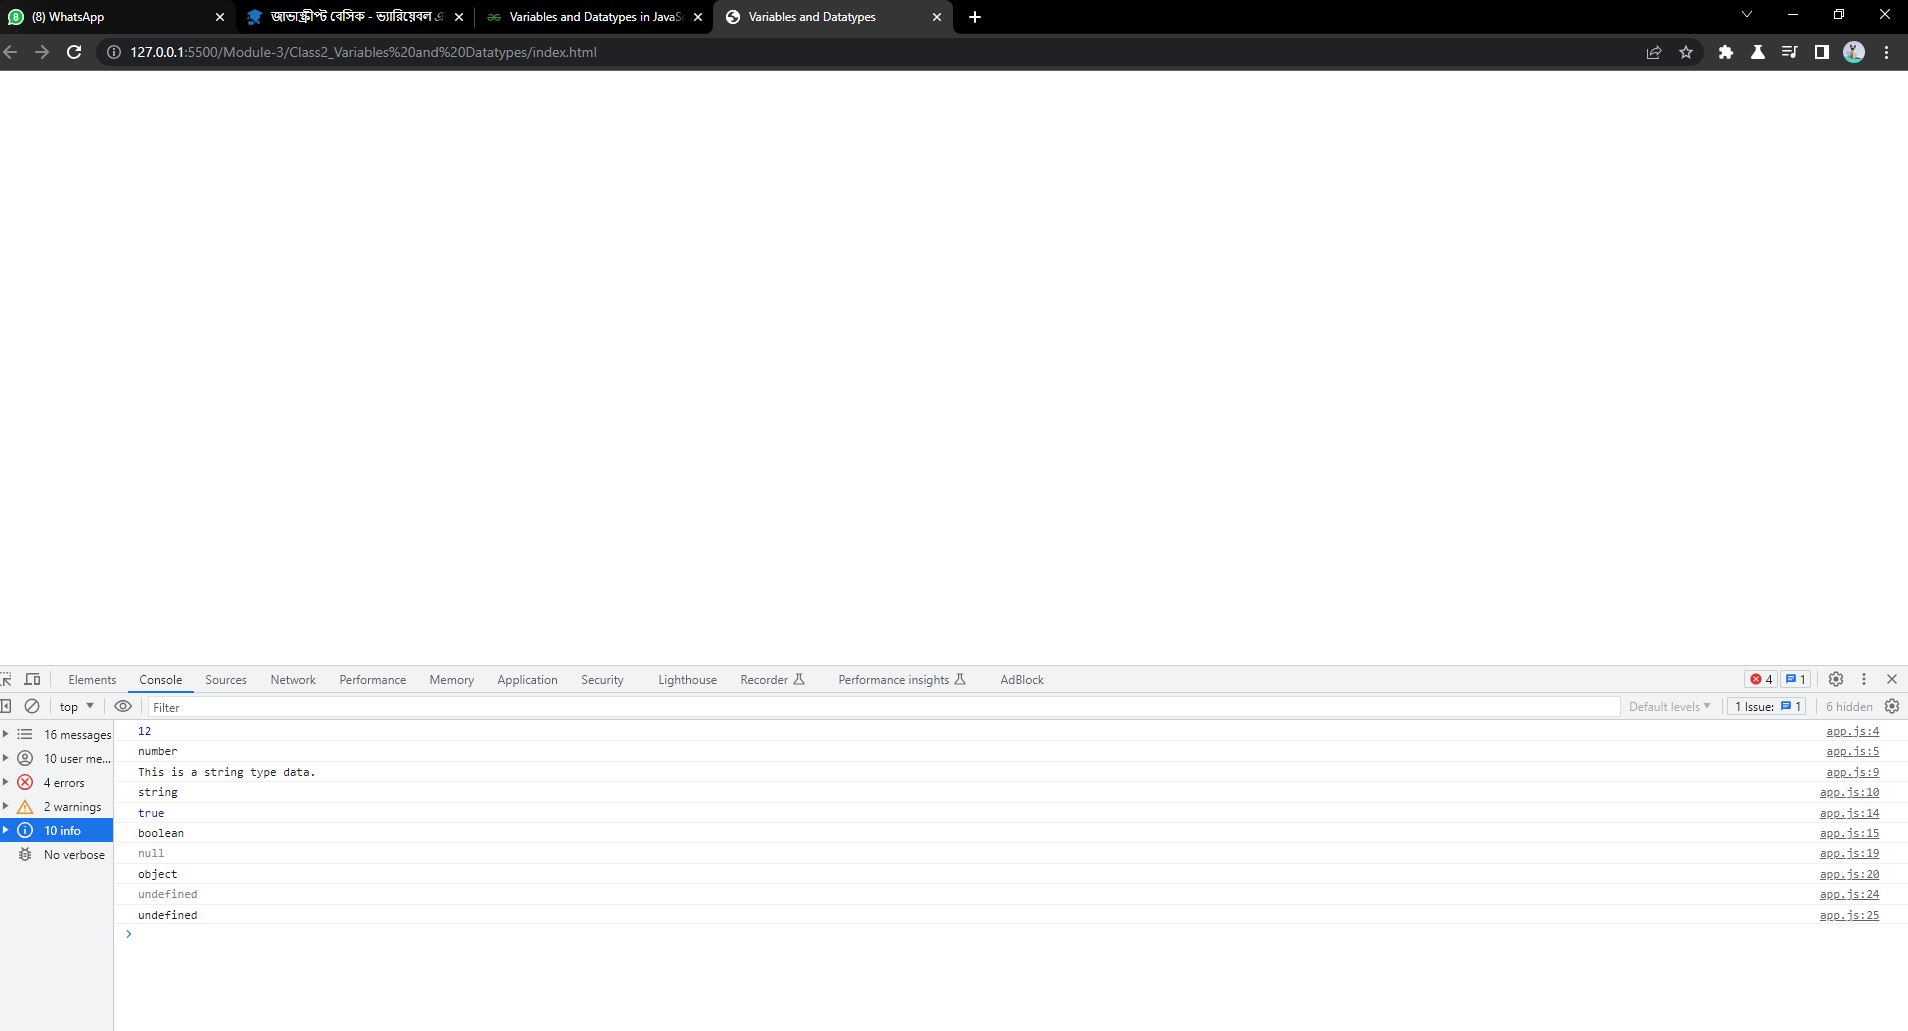 (8) WhatsApp
জাভাস্ক্রীপ্ট বেসিক - ভ্যারিয়েবল এ
Variables and Datatypes in JavaSc
Variables and Datatypes
127.0.0.1:5500/Module-3/Class2_Variables%20and%20Datatypes/index.html
Elements Console Sources Network Performance Memory Application Security Lighthouse Recorder Performance insights AdBlock 4 1
top Filter Default levels 1 Issue: 1 6 hidden
16 messages
10 user me...
4 errors
2 warnings
10 info
No verbose
12 app.js:4
number app.js:5
This is a string type data. app.js:9
string app.js:10
true app.js:14
boolean app.js:15
null app.js:19
object app.js:20
undefined app.js:24
undefined app.js:25